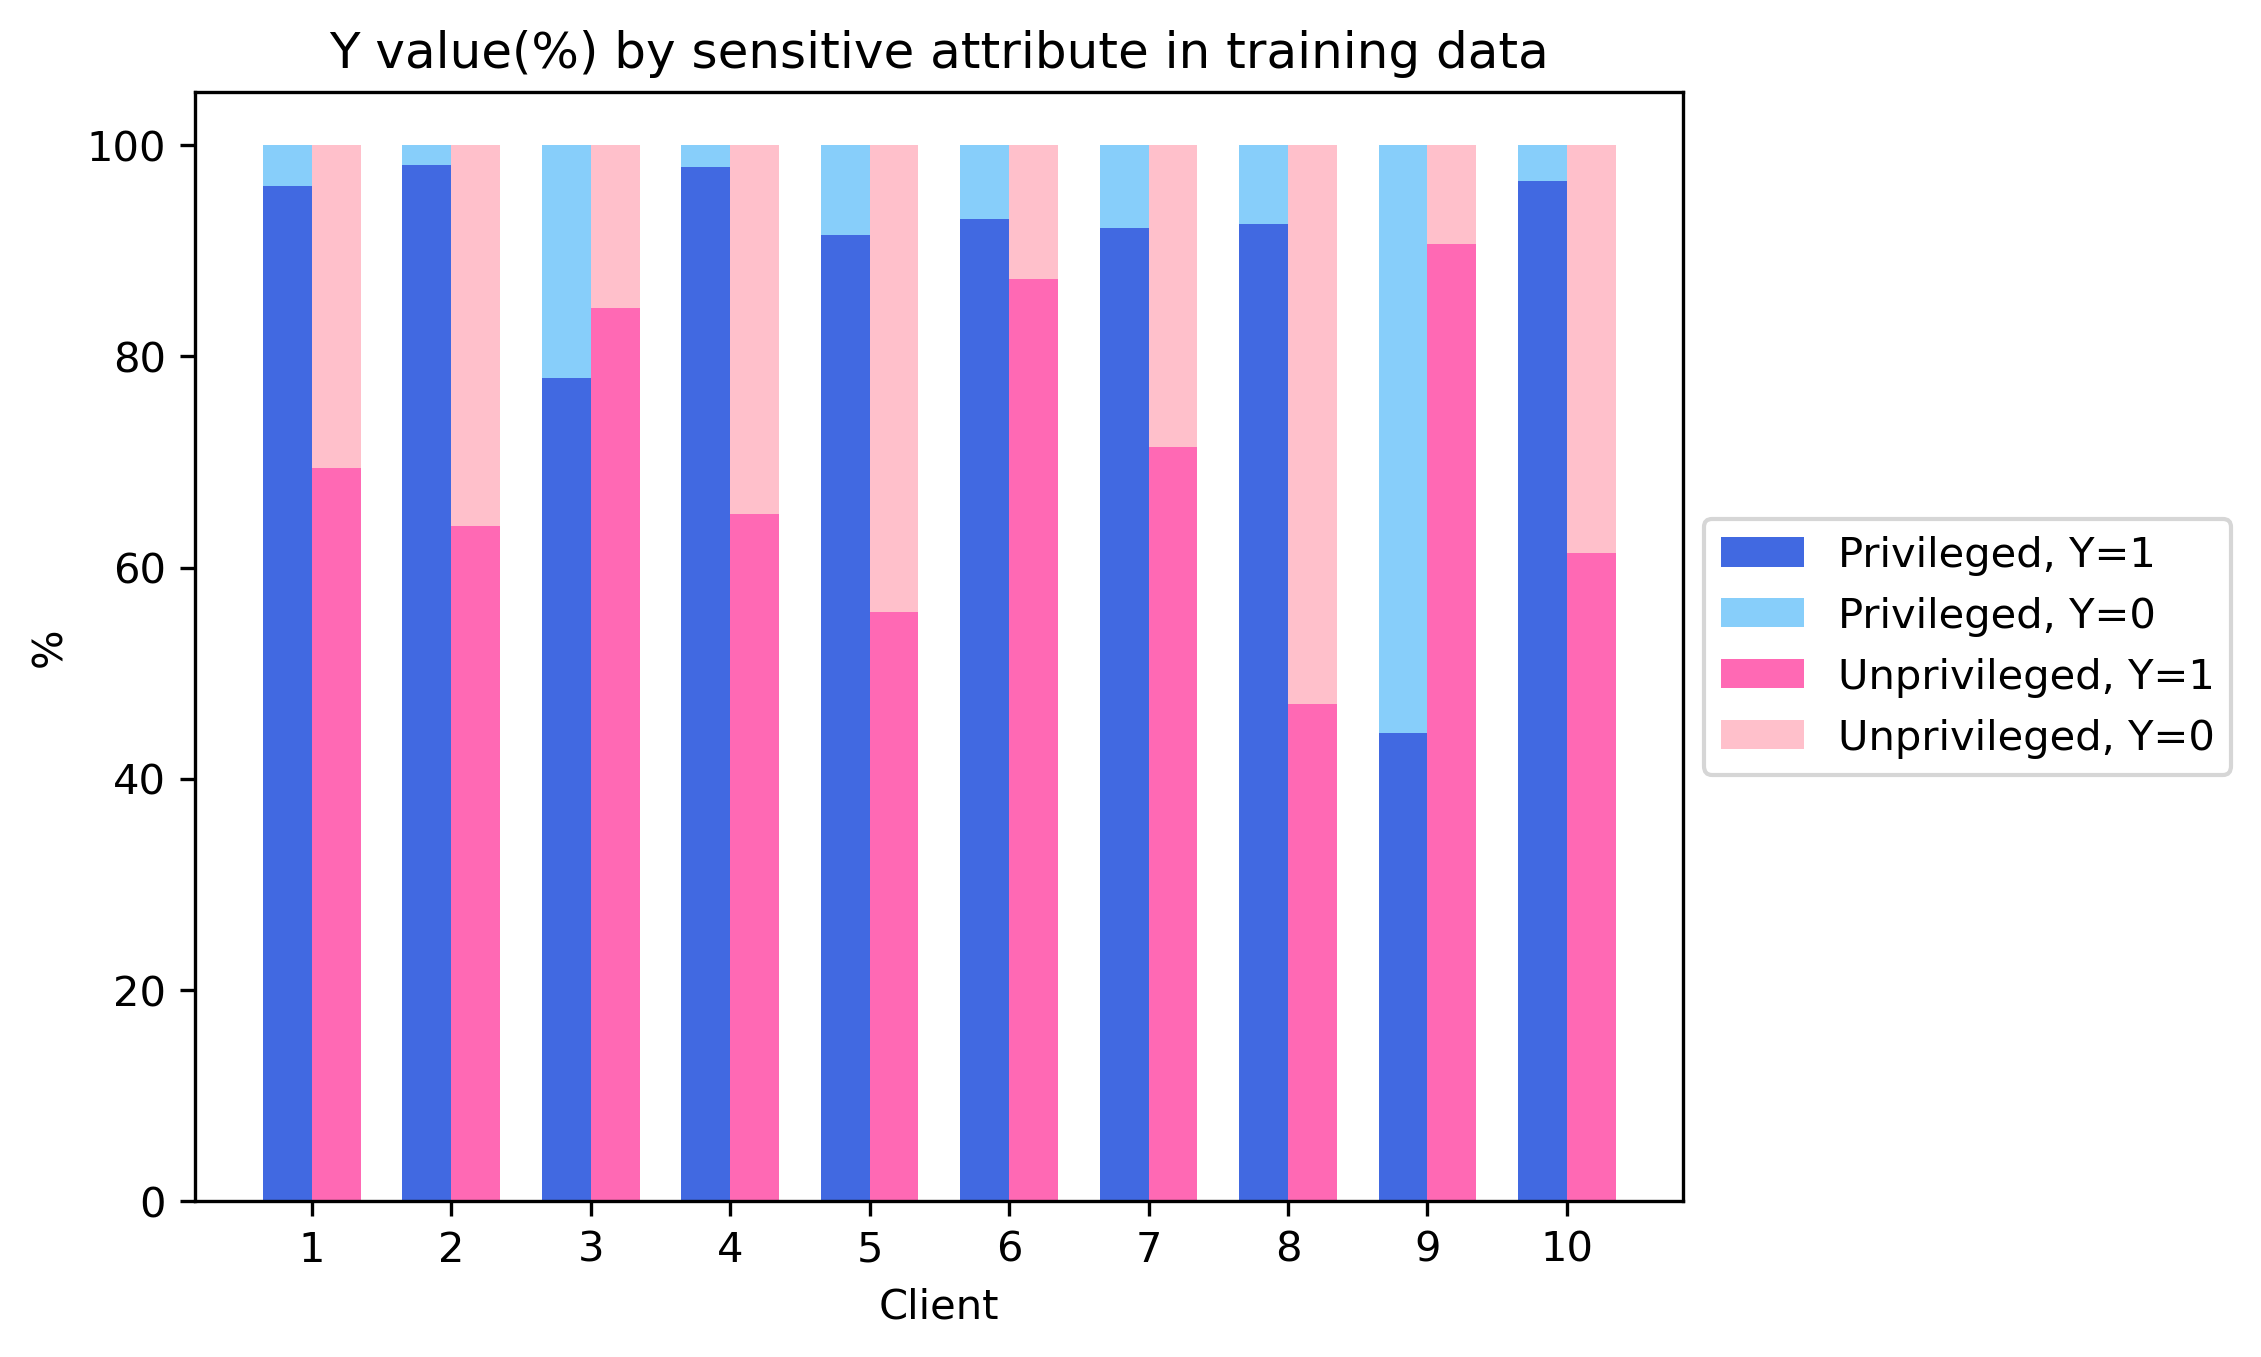 Y value(%) by sensitive attribute in training data
100
80
60
40
20
0
%
1 2 3 4 5 6 7 8 9 10
Client
Privileged, Y=1
Privileged, Y=0
Unprivileged, Y=1
Unprivileged, Y=0